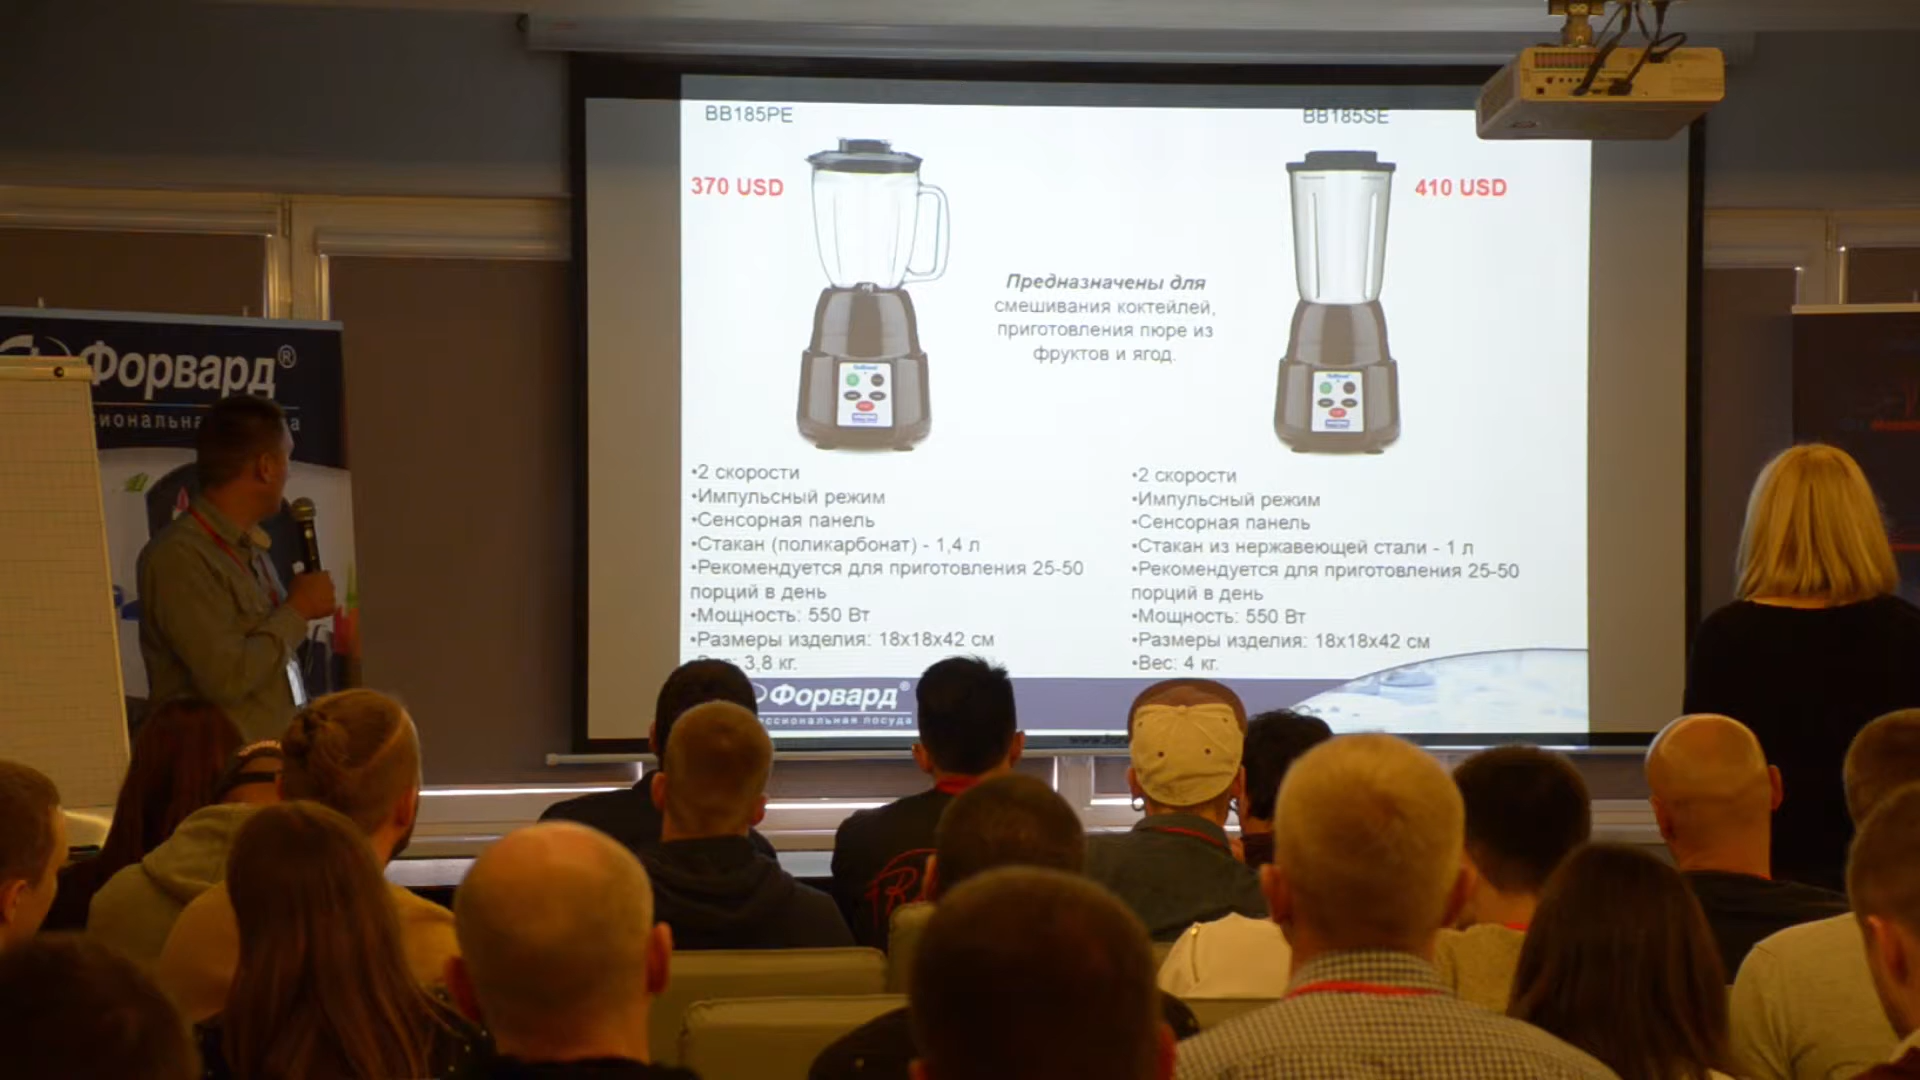 BB185PE
BB185SE
370 USD
410 USD
Предназначены для
смешивания коктейлей,
приготовления пюре из
фруктов и ягод.
•2 скорости
•Импульсный режим
•Сенсорная панель
•Стакан (поликарбонат) - 1,4 л
•Рекомендуется для приготовления 25-50
порций в день
•Мощность: 550 Вт
•Размеры изделия: 18х18х42 см
3,8 кг.
•2 скорости
•Импульсный режим
•Сенсорная панель
•Стакан из нержавеющей стали - 1 л
•Рекомендуется для приготовления 25-50
порций в день
•Мощность: 550 Вт
•Размеры изделия: 18х18х42 см
•Вес: 4 кг.
Форвард®
посуда
Форвард®